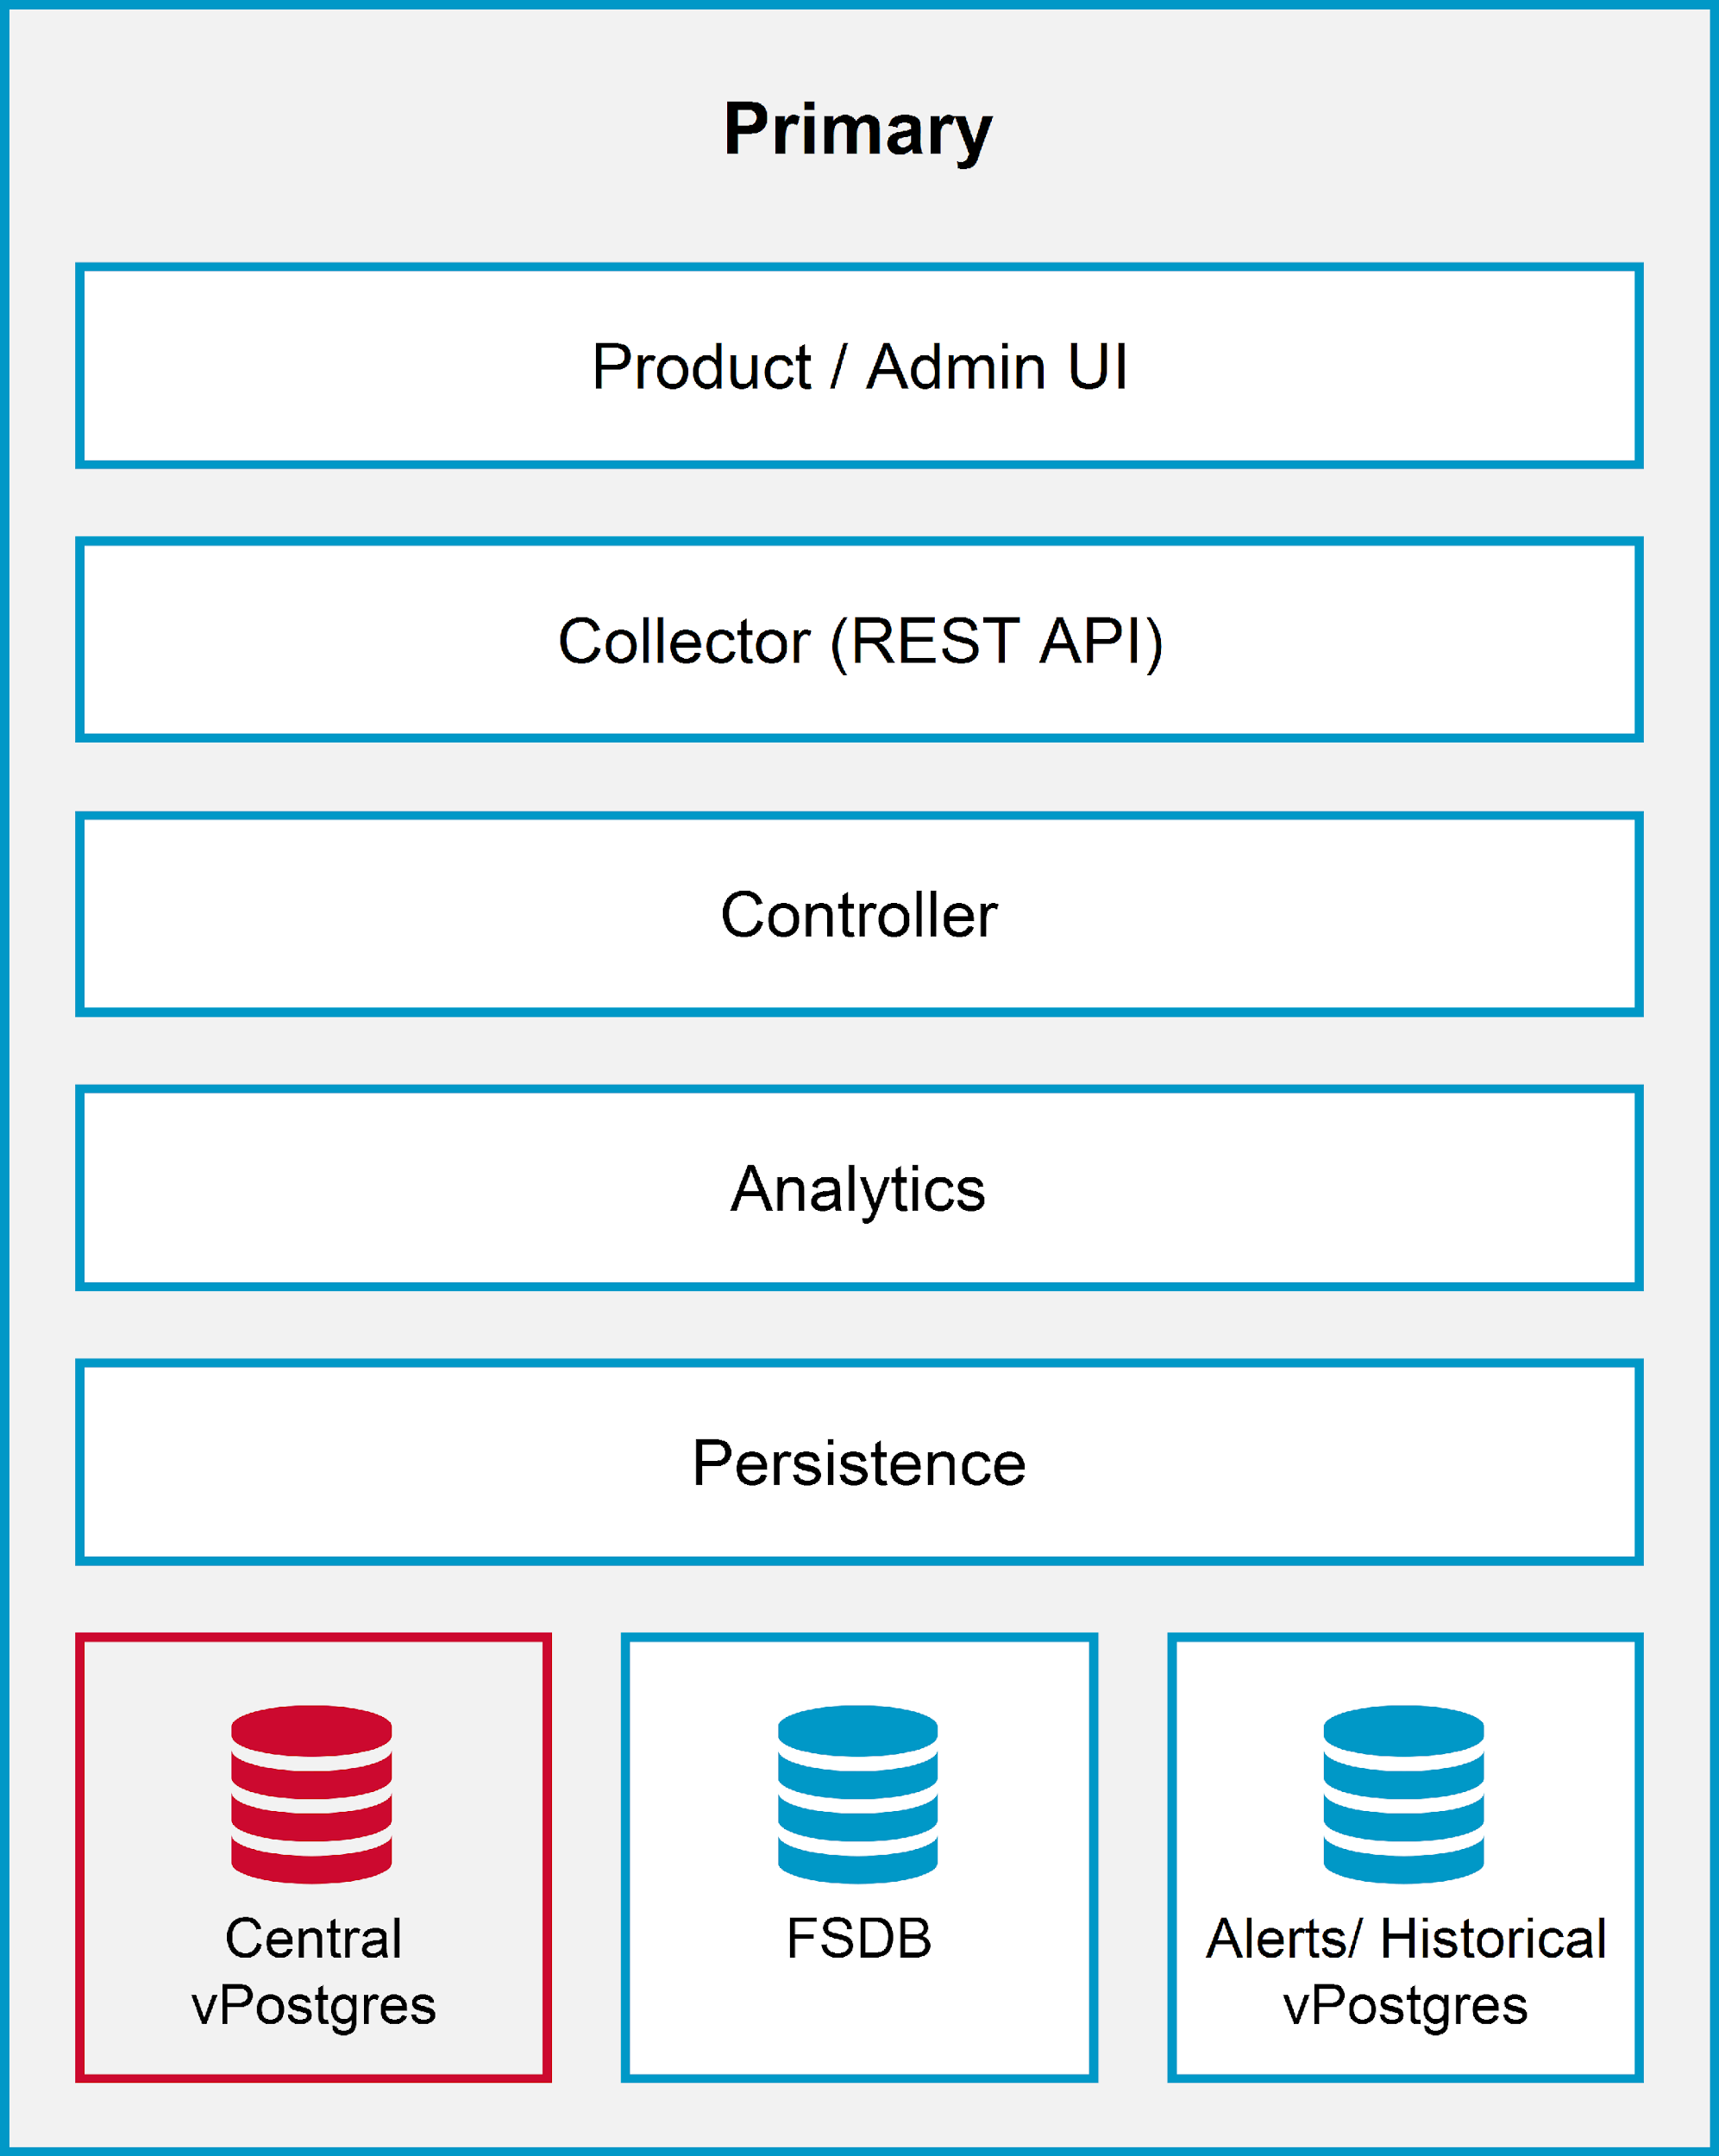 Primary
Product / Admin UI
Collector (REST API)
Controller
Analytics
Persistence
Central
vPostgres
FSDB
Alerts/ Historical
vPostgres